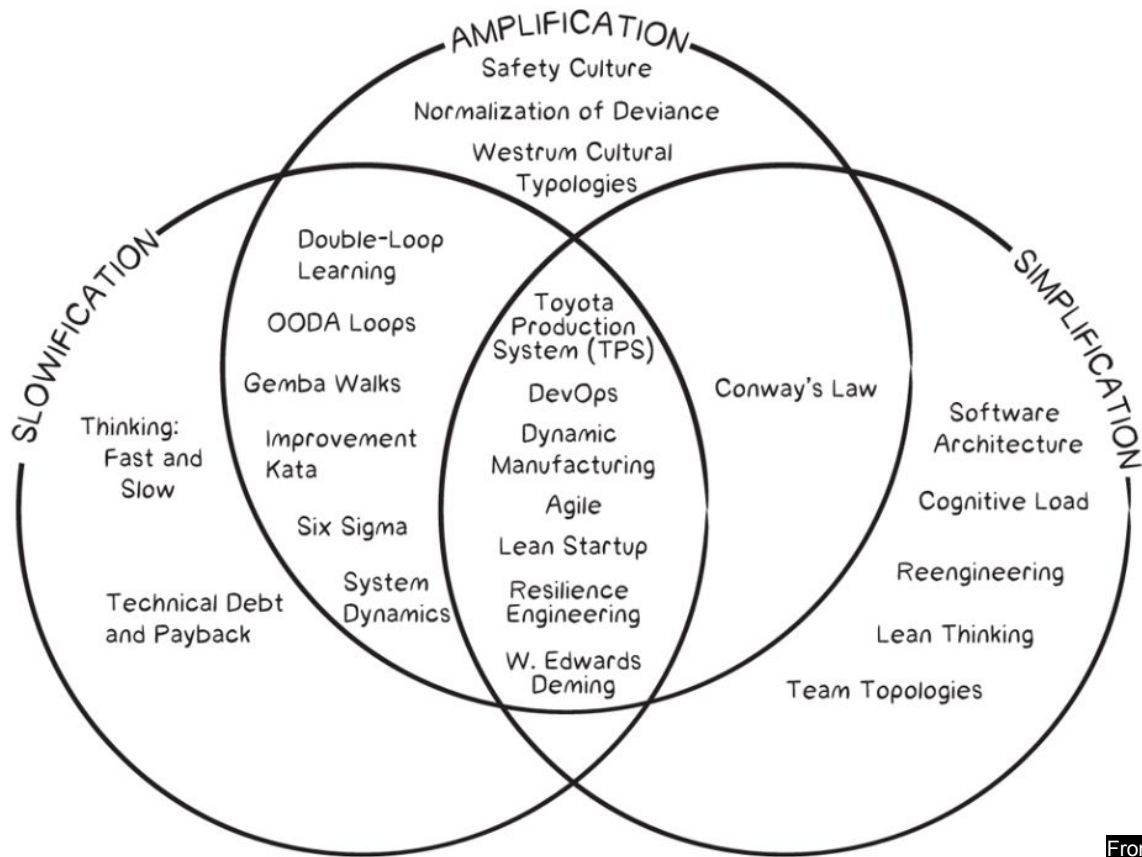 AMPLIFICATION
Safety Culture
Normalization of Deviance
Westrum Cultural
Typologies
SLOWIFICATION
Thinking:
Fast and
Slow
Technical Debt
and Payback
Double-Loop
Learning
OODA Loops
Gemba Walks
Improvement
Kata
Six Sigma
System
Dynamics
Toyota
Production
System (TPS)
DevOps
Dynamic
Manufacturing
Agile
Lean Startup
Resilience
Engineering
W. Edwards
Deming
Conway's Law
SIMPLIFICATION
Software
Architecture
Cognitive Load
Reengineering
Lean Thinking
Team Topologies